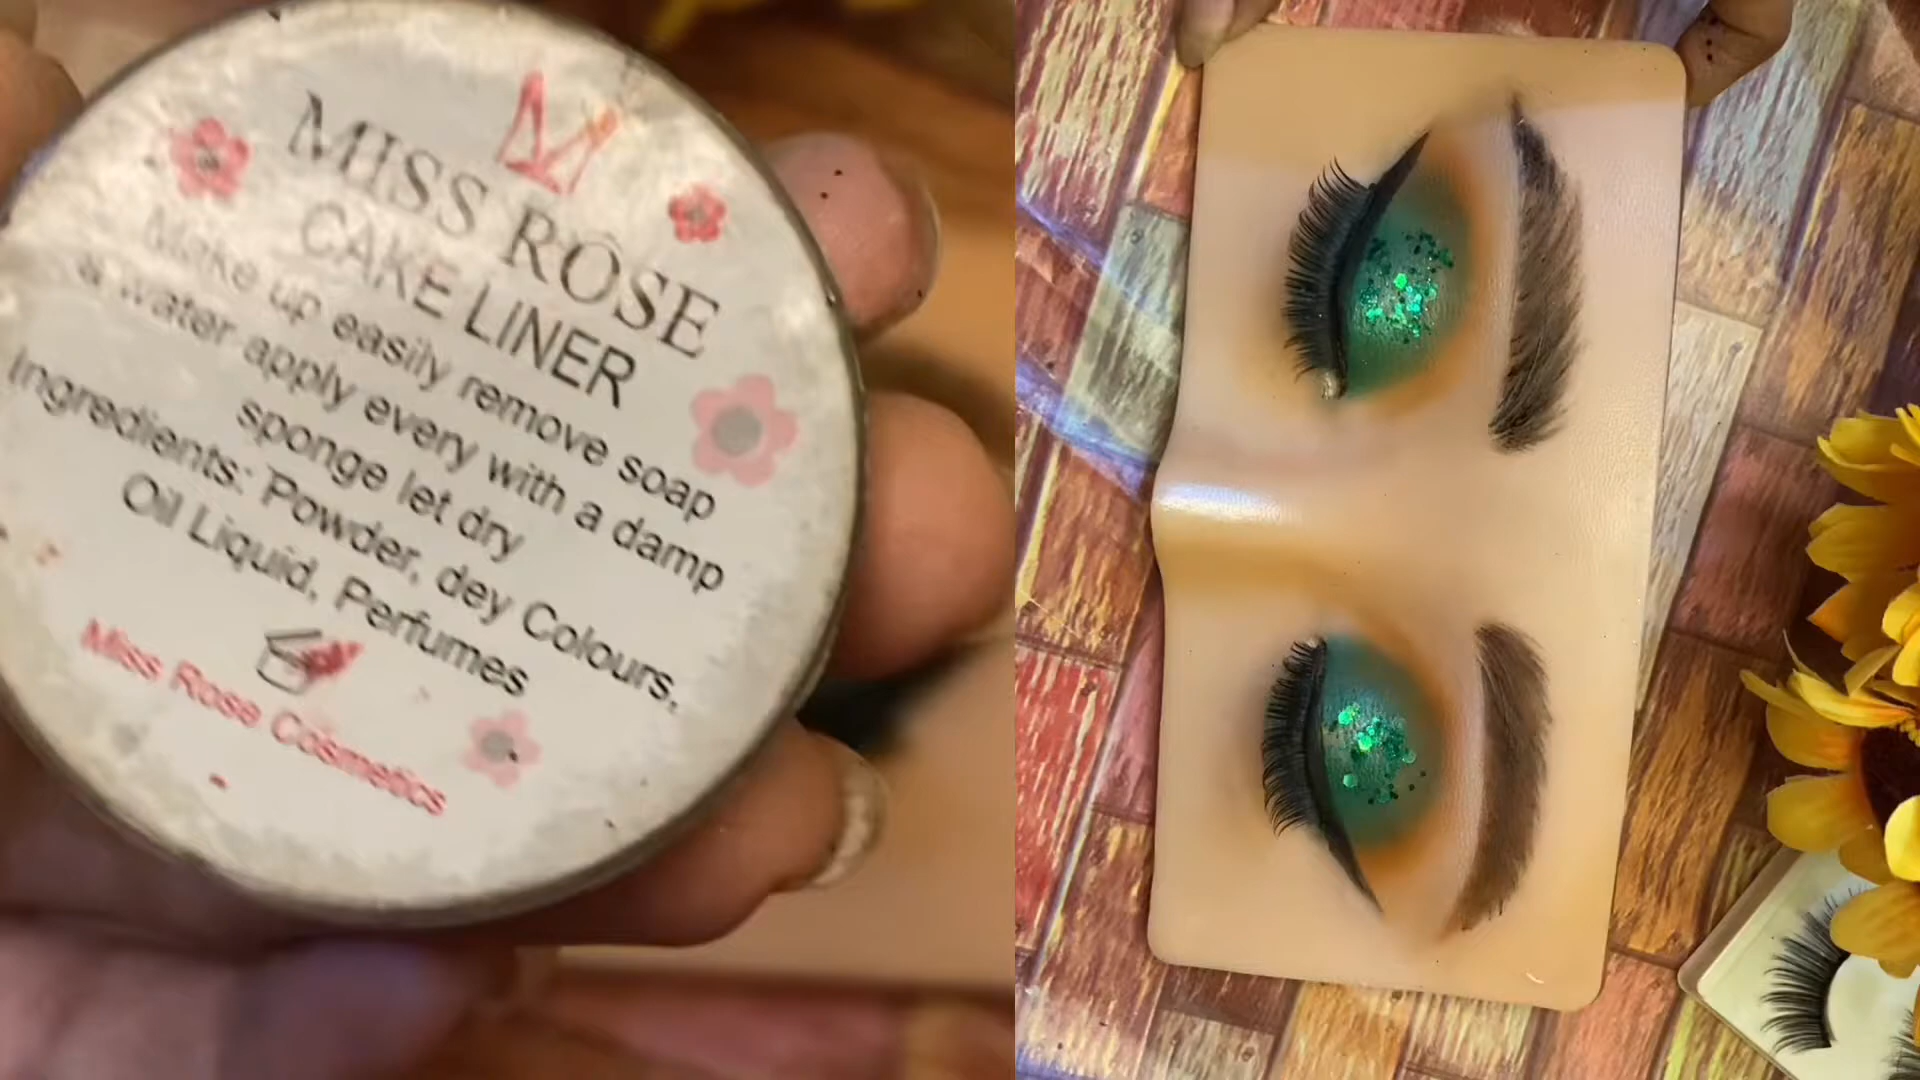 MISS ROSE
CAKE LINER
Make up easily remove soap
a water apply every with a damp
sponge let dry
Ingredients: Powder, dey Colours,
Oil Liquid, Perfumes
Miss Rose Cosmetics